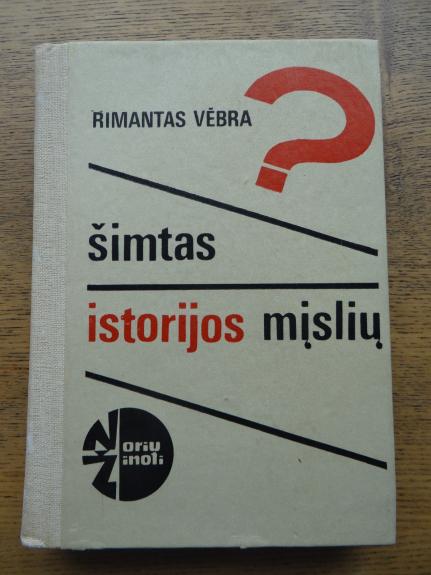 RIMANTAS VĖBRA
?
šimtas
istorijos mįslių
Noriu
Žinoti